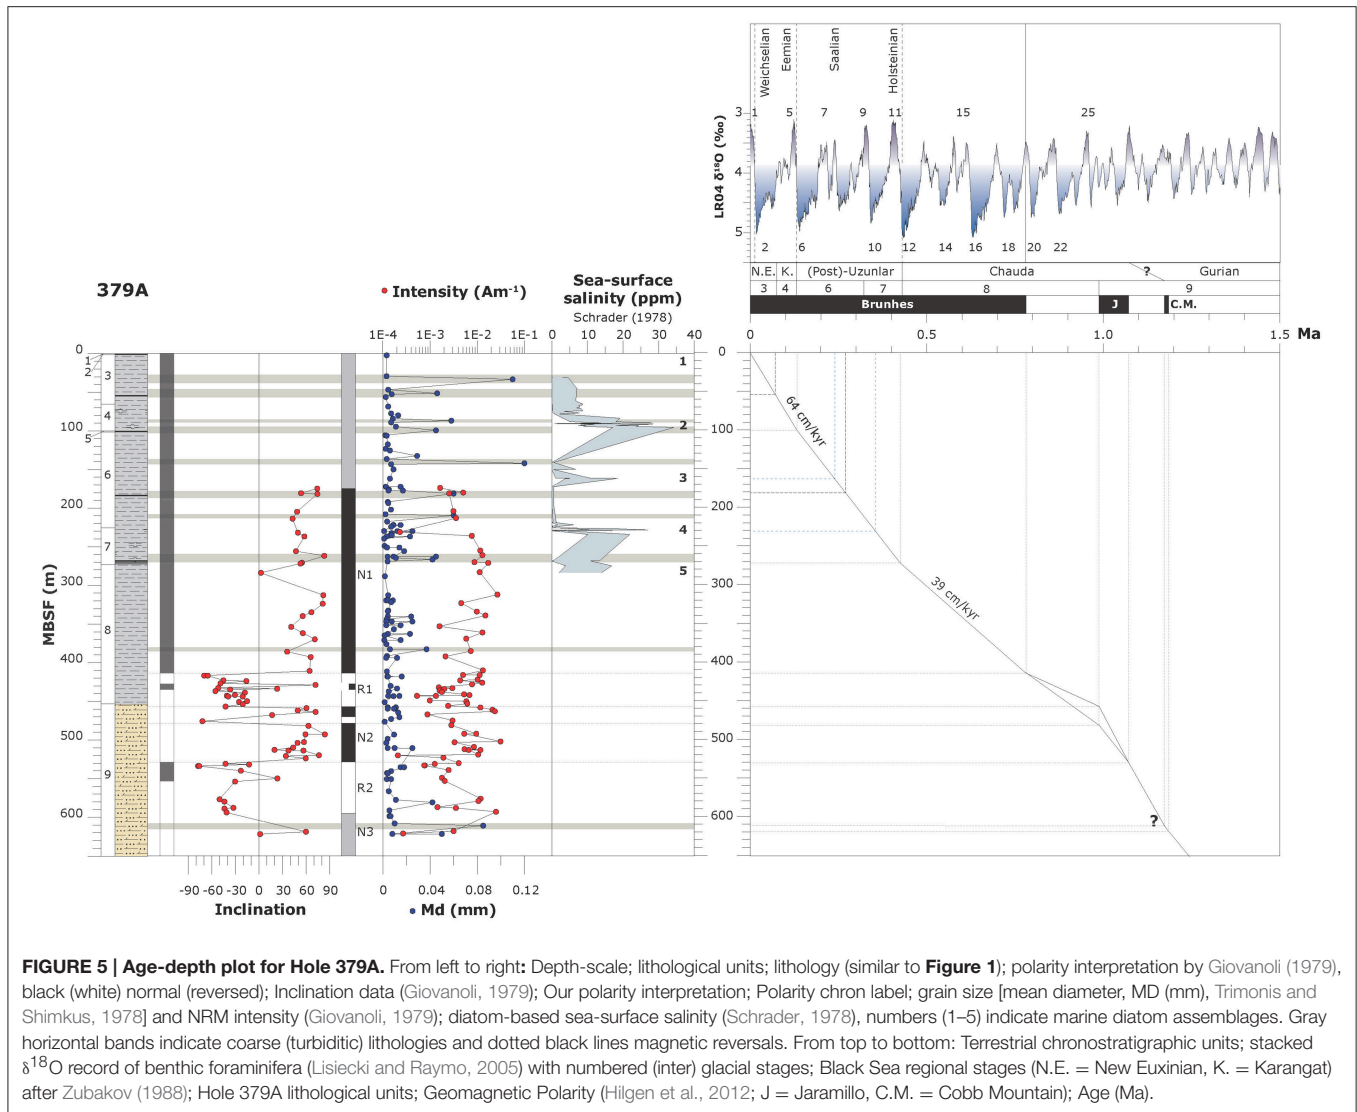 Weichselian
Eemian
Saalian
Holsteinian
LR04 δ¹⁸O (‰)
3
4
5
1 5 7 9 11 15 25
2 6 10 12 14 16 18 20 22
N.E. K. (Post)-Uzunlar Chauda ? Gurian
3 4 6 7 8 9
Brunhes J C.M.
0 0.5 1.0 1.5 Ma
379A
Intensity (Am⁻¹)
1E-4 1E-3 1E-2 1E-1
Sea-surface
salinity (ppm)
Schrader (1978)
0 10 20 30 40
MBSF (m)
0
100
200
300
400
500
600
1
2
3
4
5
6
7
8
9
N1
R1
N2
R2
N3
1
2
3
4
5
0
100
200
300
400
500
600
64 cm/kyr
39 cm/kyr
?
-90 -60 -30 0 30 60 90
Inclination
0 0.04 0.08 0.12
Md (mm)
FIGURE 5 | Age-depth plot for Hole 379A. From left to right: Depth-scale; lithological units; lithology (similar to Figure 1); polarity interpretation by Giovanoli (1979),
black (white) normal (reversed); Inclination data (Giovanoli, 1979); Our polarity interpretation; Polarity chron label; grain size [mean diameter, MD (mm), Trimonis and
Shimkus, 1978] and NRM intensity (Giovanoli, 1979); diatom-based sea-surface salinity (Schrader, 1978), numbers (1–5) indicate marine diatom assemblages. Gray
horizontal bands indicate coarse (turbiditic) lithologies and dotted black lines magnetic reversals. From top to bottom: Terrestrial chronostratigraphic units; stacked
δ¹⁸O record of benthic foraminifera (Lisiecki and Raymo, 2005) with numbered (inter) glacial stages; Black Sea regional stages (N.E. = New Euxinian, K. = Karangat)
after Zubakov (1988); Hole 379A lithological units; Geomagnetic Polarity (Hilgen et al., 2012; J = Jaramillo, C.M. = Cobb Mountain); Age (Ma).